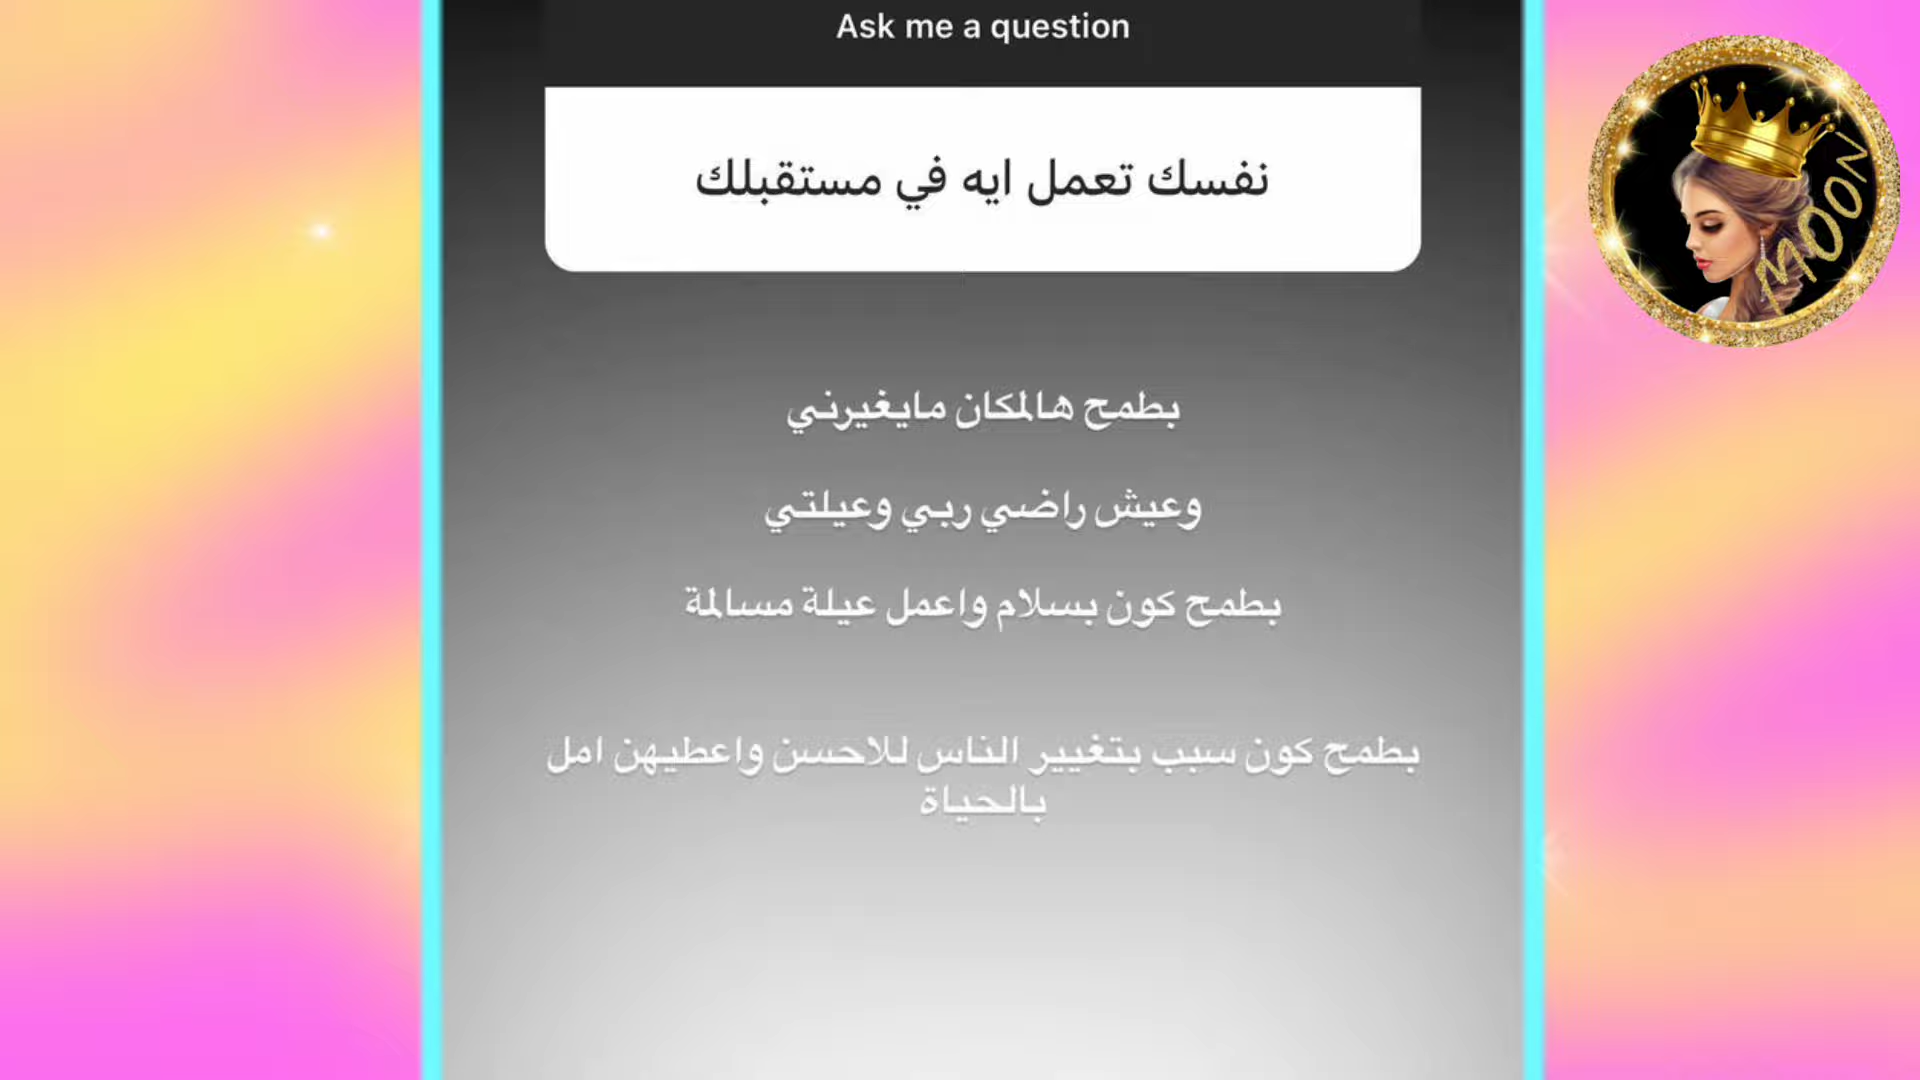 Ask me a question
نفسك تعمل ايه في مستقبلك
MOON
بطمح هالمكان مايغيرني
وعيش راضي ربي وعيلتي
بطمح كون بسلام واعمل عيلة مسالمة
بطمح كون سبب بتغيير الناس للاحسن واعطيهن امل
بالحياة